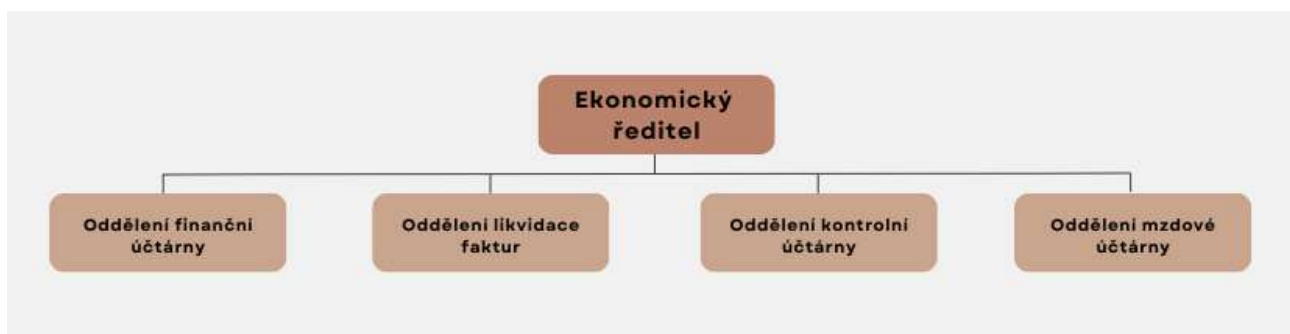 Ekonomický
ředitel
Oddělení finanční
účtárny
Oddělení likvidace
faktur
Oddělení kontrolní
účtárny
Oddělení mzdové
účtárny